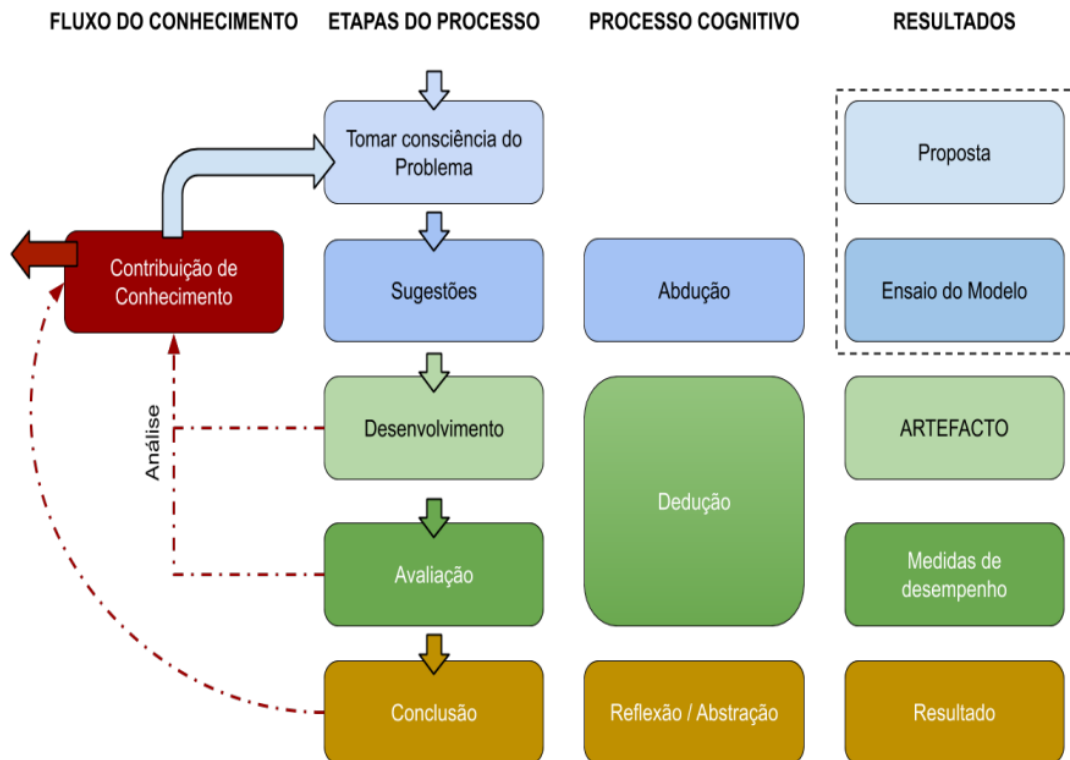 FLUXO DO CONHECIMENTO
ETAPAS DO PROCESSO
PROCESSO COGNITIVO
RESULTADOS
Tomar consciência do
Problema
Proposta
Contribuição de
Conhecimento
Sugestões
Abdução
Ensaio do Modelo
Análise
Desenvolvimento
Dedução
ARTEFACTO
Avaliação
Medidas de
desempenho
Conclusão
Reflexão / Abstração
Resultado